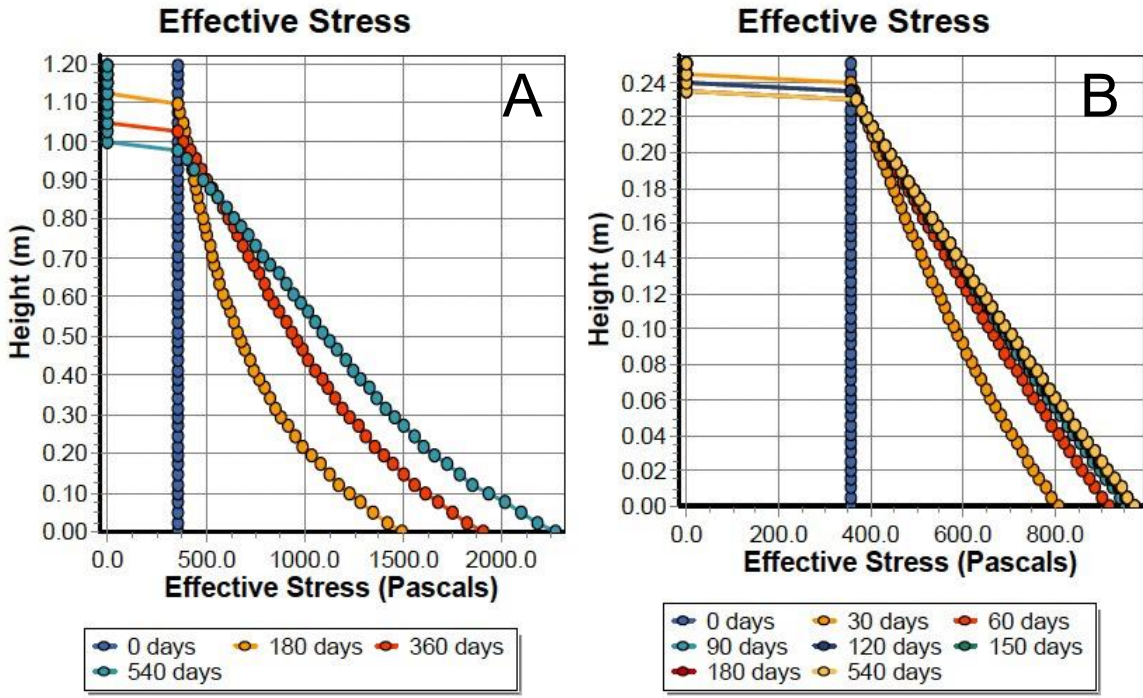 Effective Stress
A
Height (m)
1.20
1.10
1.00
0.90
0.80
0.70
0.60
0.50
0.40
0.30
0.20
0.10
0.00
0.0 500.0 1000.0 1500.0 2000.0
Effective Stress (Pascals)
0 days 180 days 360 days
540 days
Effective Stress
B
Height (m)
0.24
0.22
0.20
0.18
0.16
0.14
0.12
0.10
0.08
0.06
0.04
0.02
0.00
0.0 200.0 400.0 600.0 800.0
Effective Stress (Pascals)
0 days 30 days 60 days
90 days 120 days 150 days
180 days 540 days